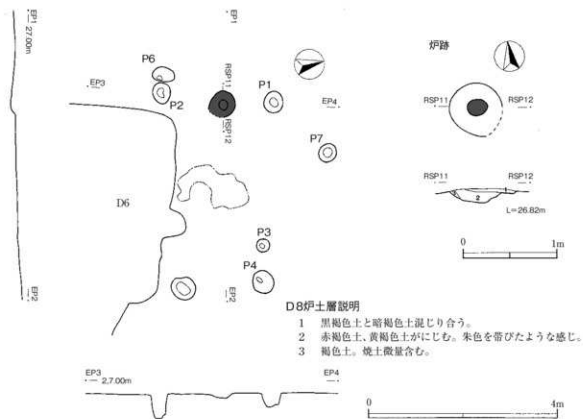 EP1
27.00m
EP1
炉跡
P6
EP3
P2
RSP11
P1
EP4
RSP12
RSP11
RSP12
P7
D6
RSP11
RSP12
2
L=26.82m
0
1m
P3
P4
EP2
EP2
D8炉土層説明
1 黒褐色土と暗褐色土混じり合う。
2 赤褐色土、黄褐色土がにじむ。朱色を帯びたような感じ。
3 褐色土。焼土微量含む。
EP3
2,7.00m
EP4
0
4m